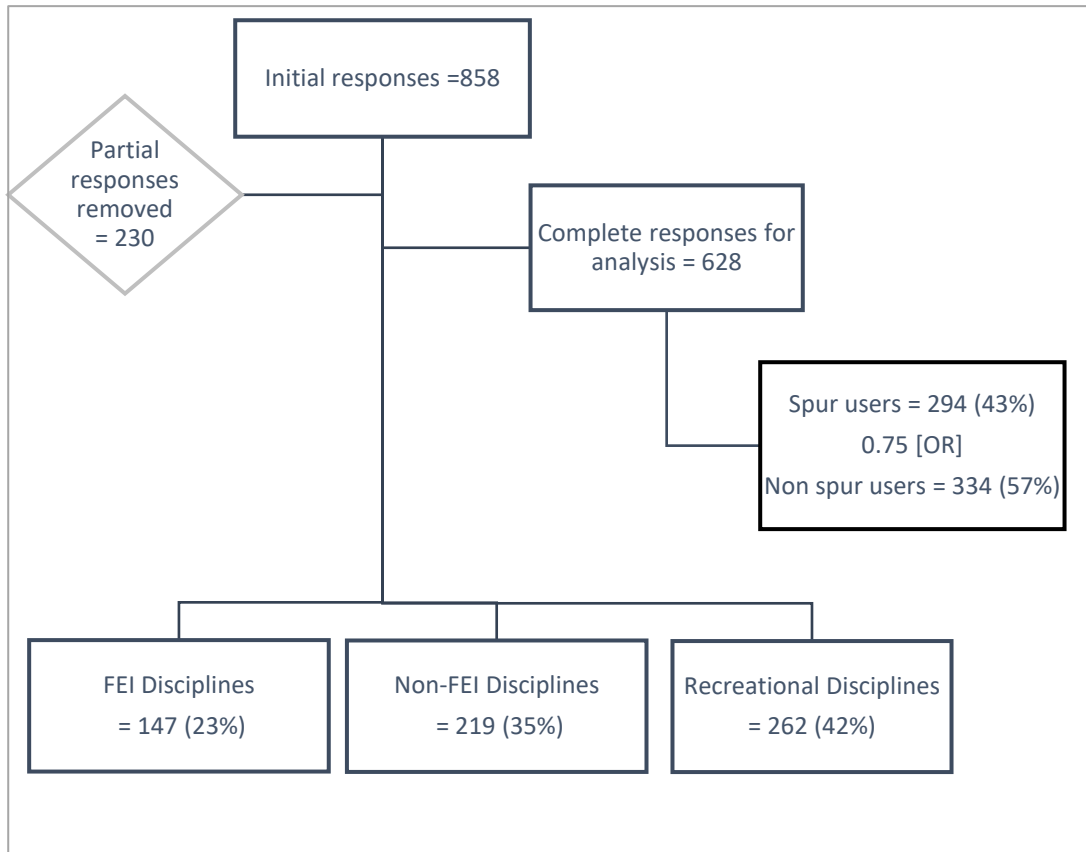 Initial responses =858
Partial
responses
removed
= 230
Complete responses for
analysis = 628
Spur users = 294 (43%)
0.75 [OR]
Non spur users = 334 (57%)
FEI Disciplines
= 147 (23%)
Non-FEI Disciplines
= 219 (35%)
Recreational Disciplines
= 262 (42%)